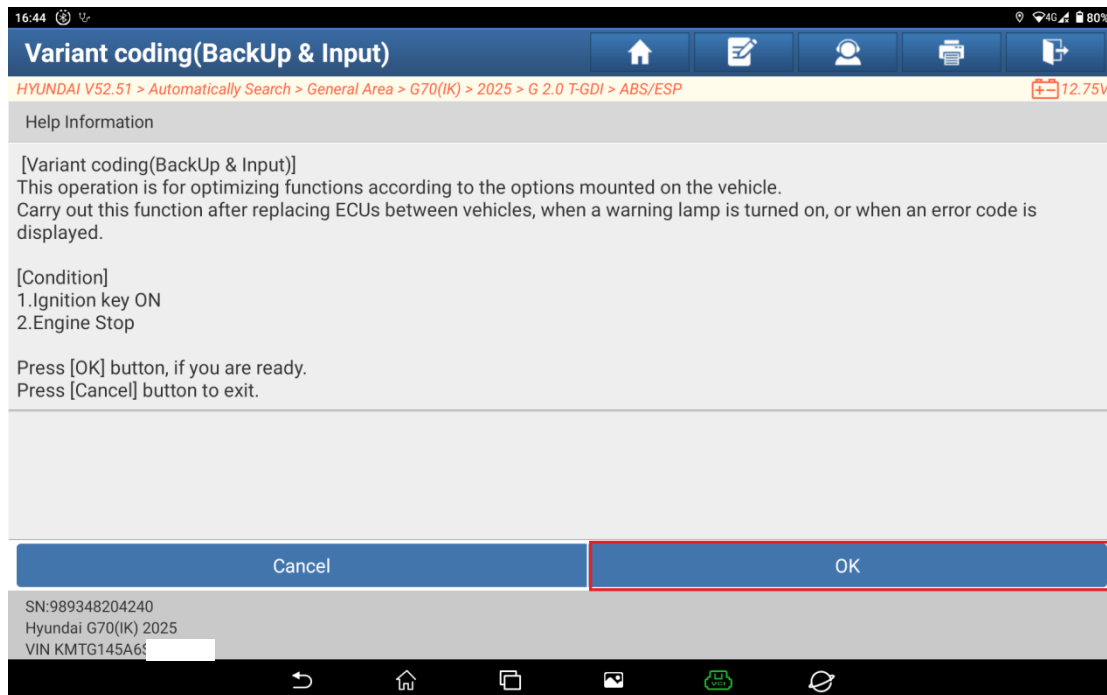 16:44 4G 80%
Variant coding(BackUp & Input)
HYUNDAI V52.51 > Automatically Search > General Area > G70(IK) > 2025 > G 2.0 T-GDI > ABS/ESP 12.75V
Help Information
[Variant coding(BackUp & Input)]
This operation is for optimizing functions according to the options mounted on the vehicle.
Carry out this function after replacing ECUs between vehicles, when a warning lamp is turned on, or when an error code is
displayed.
[Condition]
1.Ignition key ON
2.Engine Stop
Press [OK] button, if you are ready.
Press [Cancel] button to exit.
Cancel OK
SN:989348204240
Hyundai G70(IK) 2025
VIN KMTG145A6S
VCI